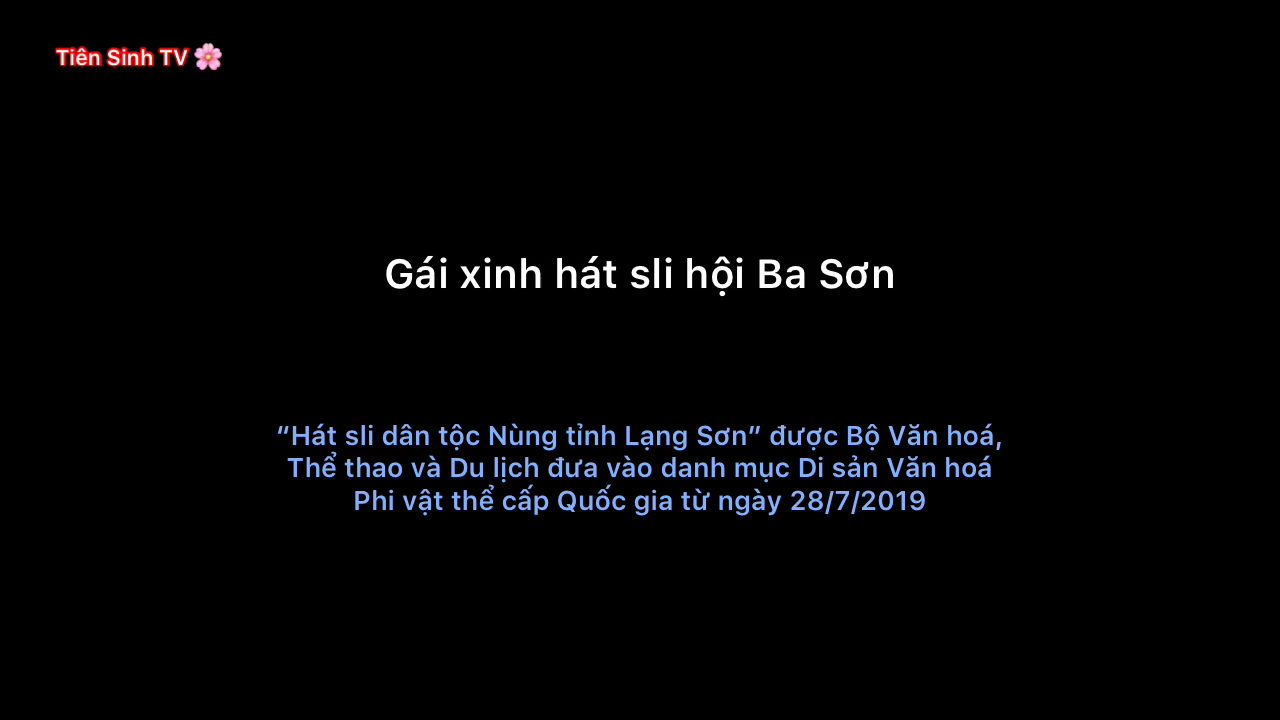 Tiên Sinh TV 🌸
Gái xinh hát sli hội Ba Sơn
“Hát sli dân tộc Nùng tỉnh Lạng Sơn” được Bộ Văn hoá,
Thể thao và Du lịch đưa vào danh mục Di sản Văn hoá
Phi vật thể cấp Quốc gia từ ngày 28/7/2019